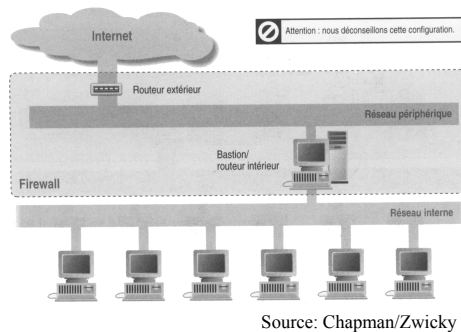 Internet
Attention : nous déconseillons cette configuration.
Routeur extérieur
Réseau périphérique
Bastion/
routeur intérieur
Firewall
Réseau interne
Source: Chapman/Zwicky